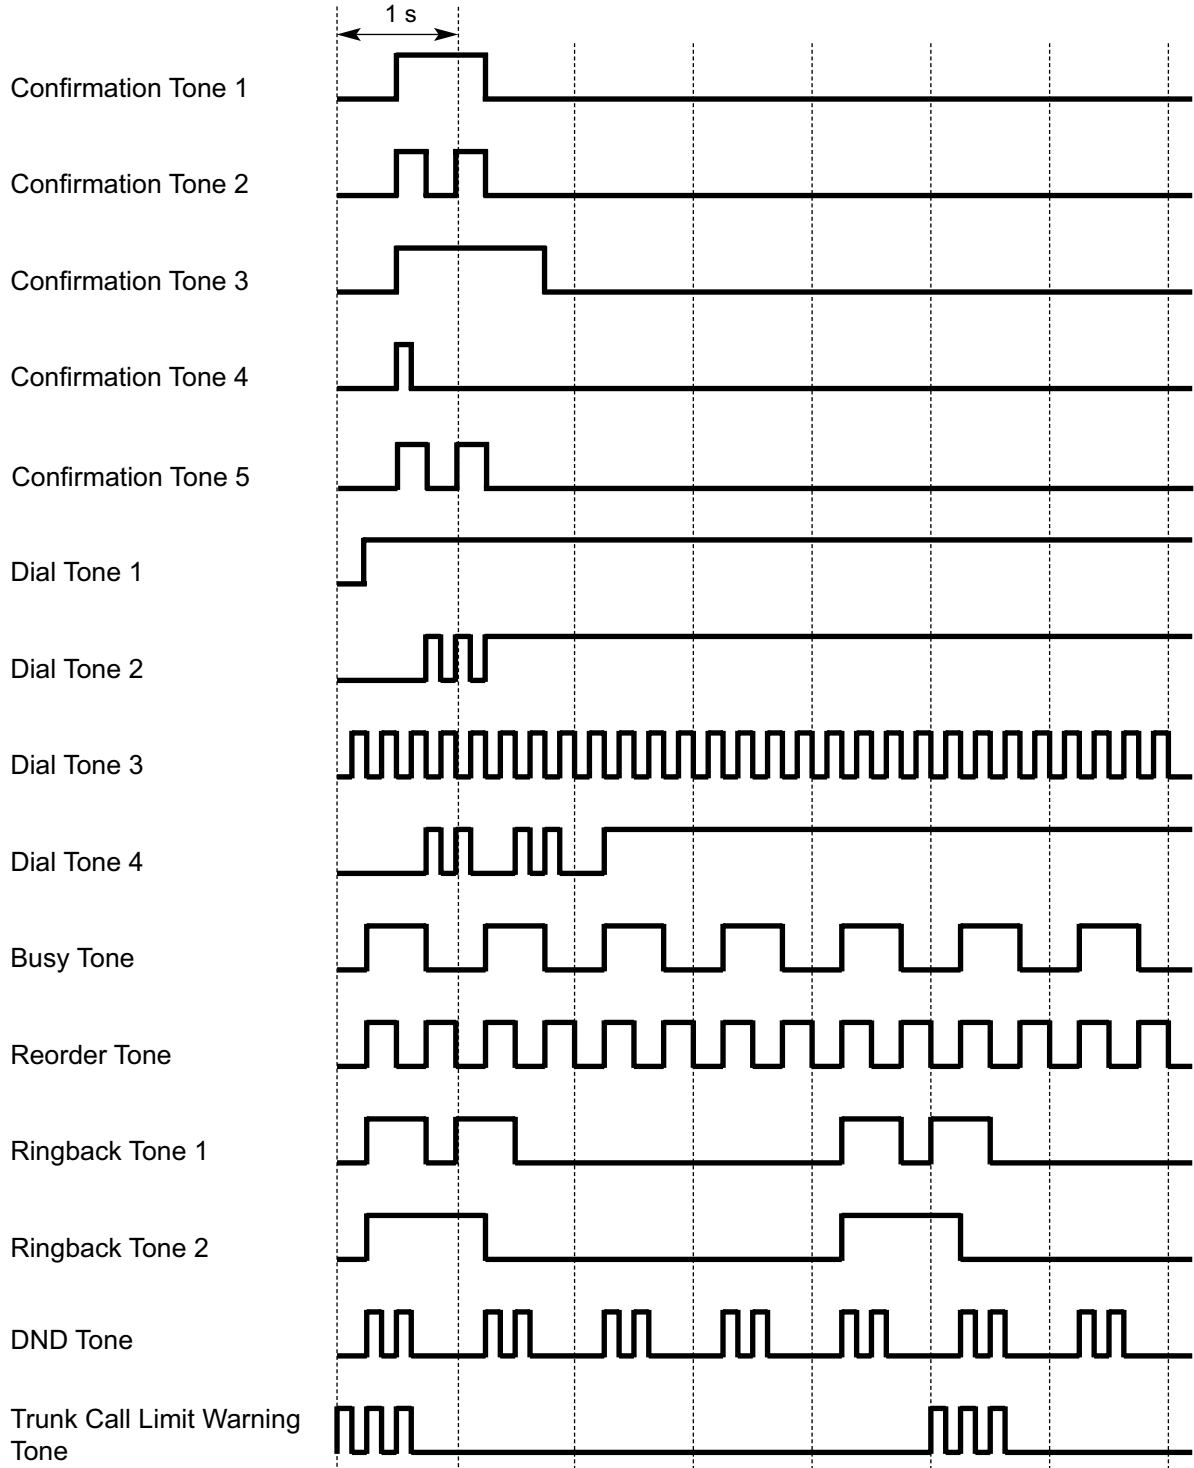 1 s
Confirmation Tone 1
Confirmation Tone 2
Confirmation Tone 3
Confirmation Tone 4
Confirmation Tone 5
Dial Tone 1
Dial Tone 2
Dial Tone 3
Dial Tone 4
Busy Tone
Reorder Tone
Ringback Tone 1
Ringback Tone 2
DND Tone
Trunk Call Limit Warning
Tone